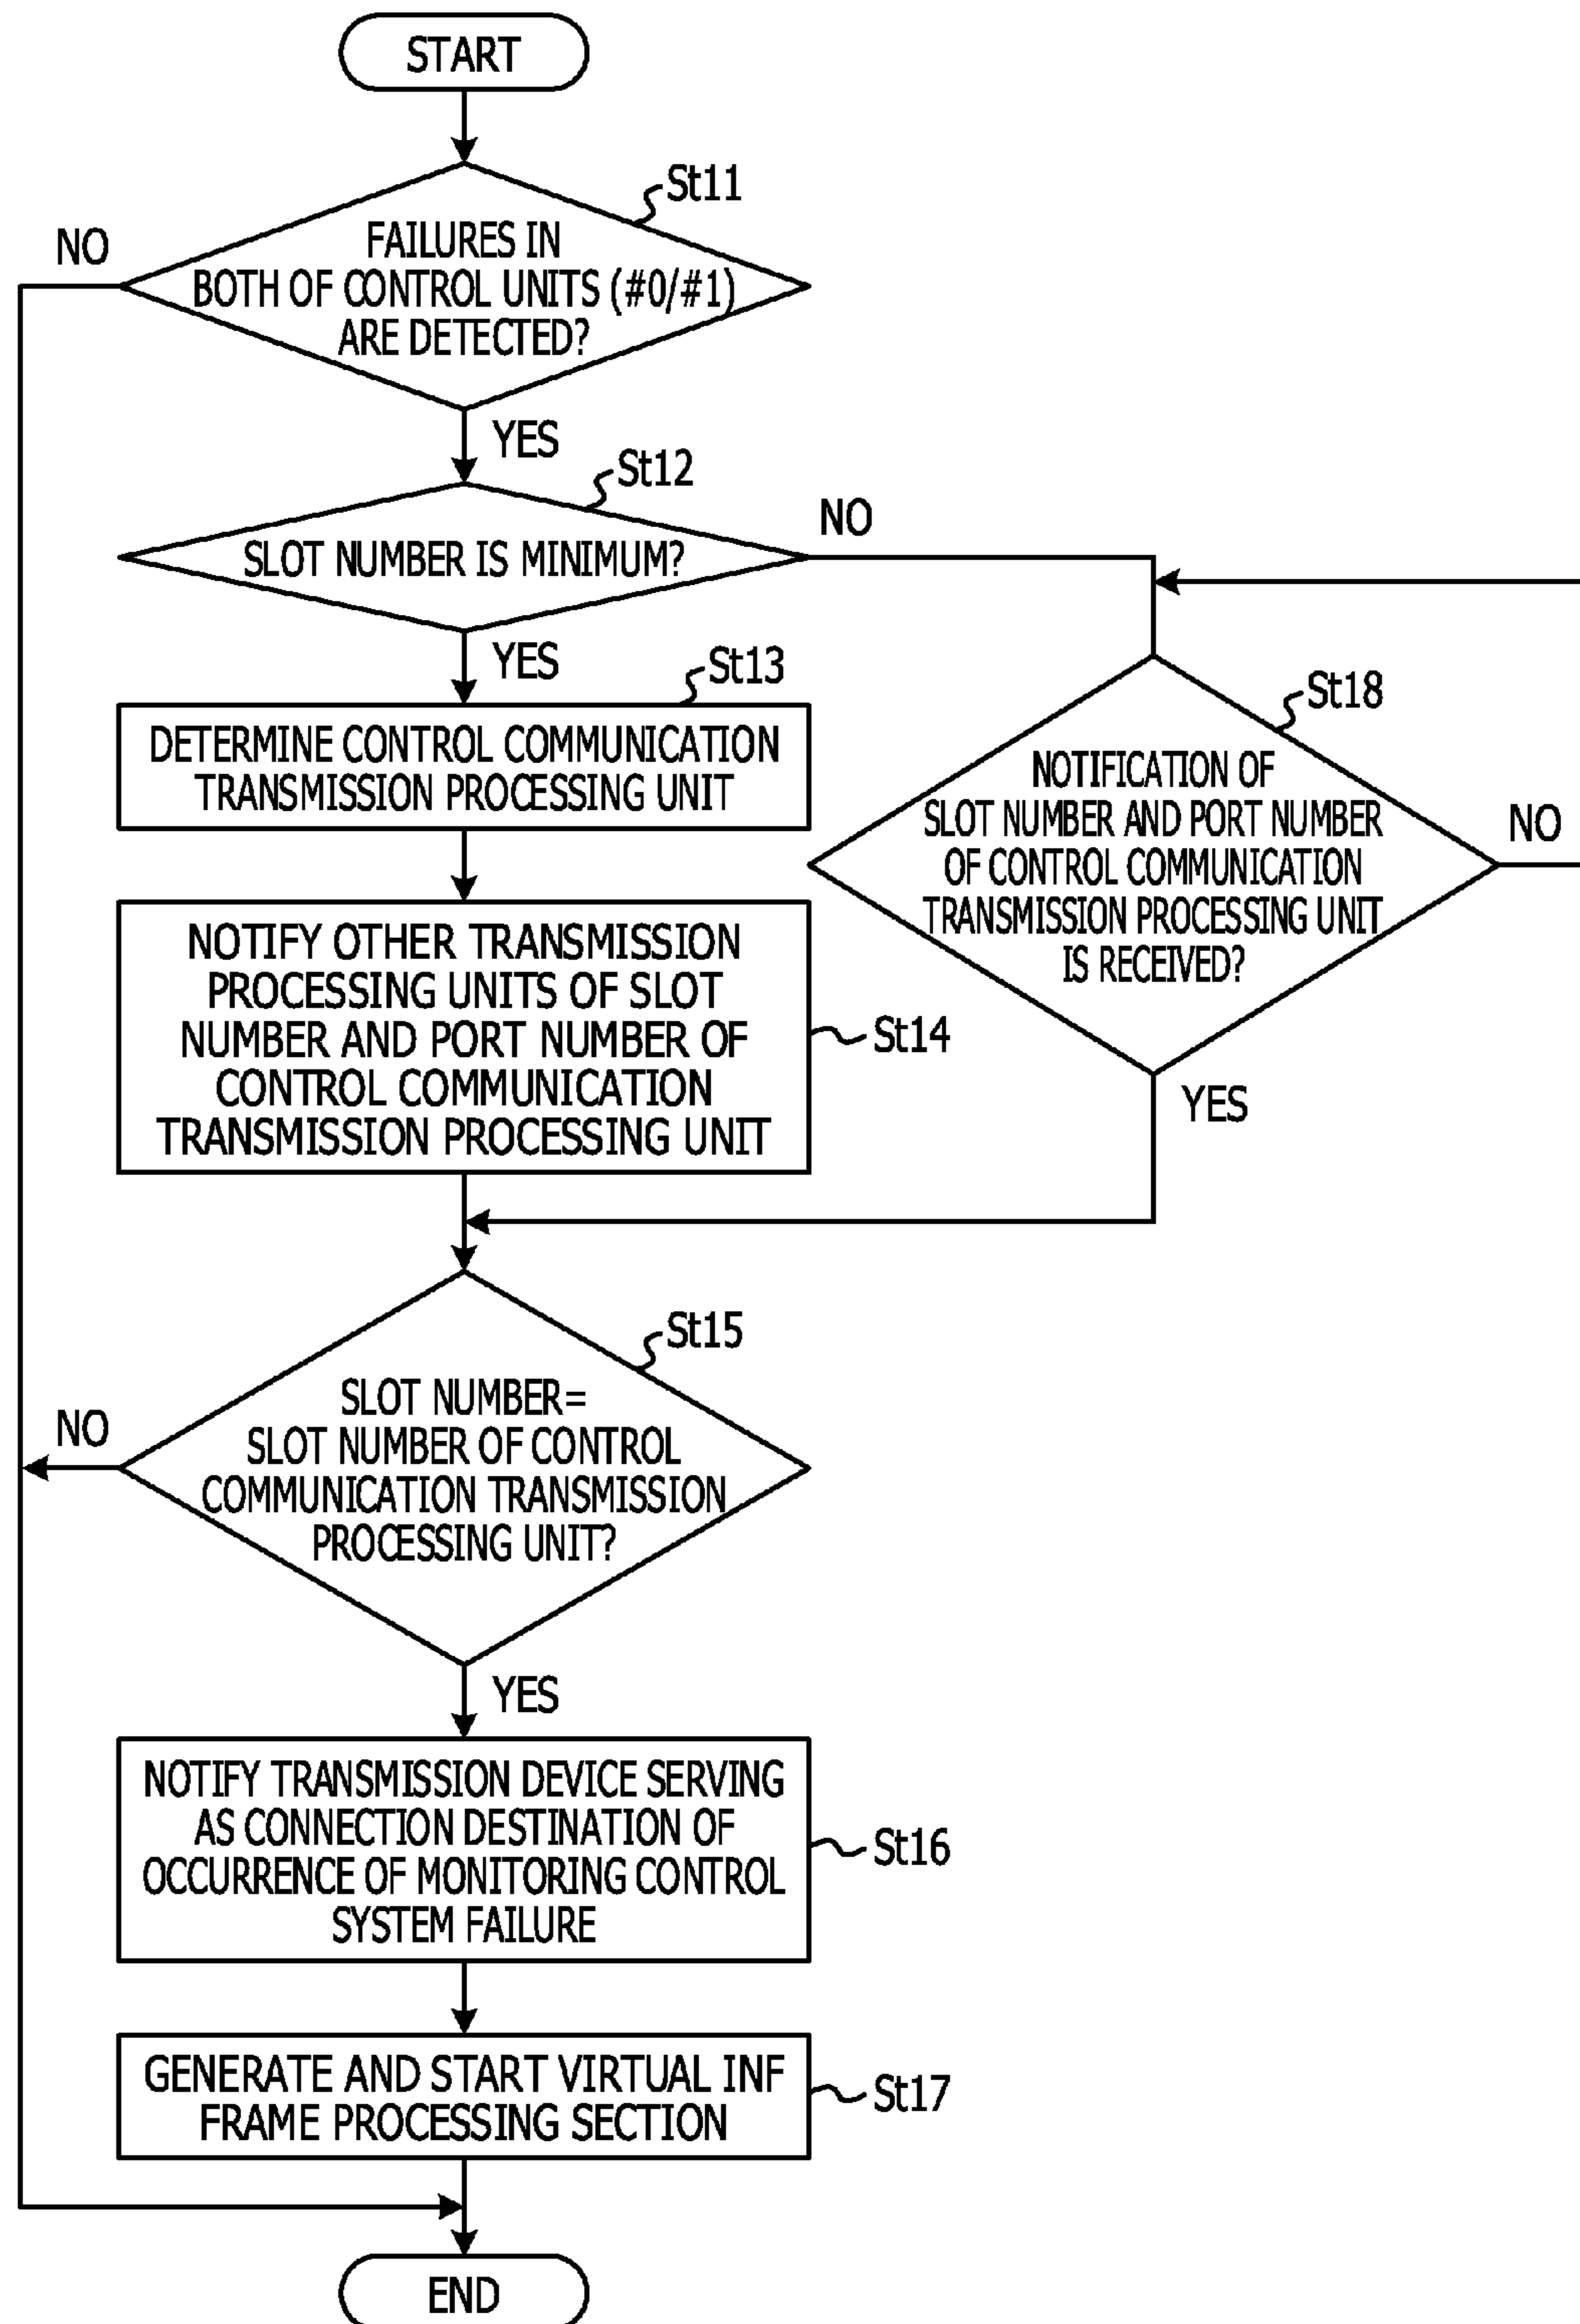 START
St11
NO
FAILURES IN
BOTH OF CONTROL UNITS (#0/#1)
ARE DETECTED?
YES
St12
NO
SLOT NUMBER IS MINIMUM?
YES
St13
DETERMINE CONTROL COMMUNICATION
TRANSMISSION PROCESSING UNIT
St18
NOTIFICATION OF
SLOT NUMBER AND PORT NUMBER
OF CONTROL COMMUNICATION
TRANSMISSION PROCESSING UNIT
IS RECEIVED?
NO
YES
NOTIFY OTHER TRANSMISSION
PROCESSING UNITS OF SLOT
NUMBER AND PORT NUMBER OF
CONTROL COMMUNICATION
TRANSMISSION PROCESSING UNIT
St14
St15
NO
SLOT NUMBER=
SLOT NUMBER OF CONTROL
COMMUNICATION TRANSMISSION
PROCESSING UNIT?
YES
NOTIFY TRANSMISSION DEVICE SERVING
AS CONNECTION DESTINATION OF
OCCURRENCE OF MONITORING CONTROL
SYSTEM FAILURE
St16
GENERATE AND START VIRTUAL INF
FRAME PROCESSING SECTION
St17
END